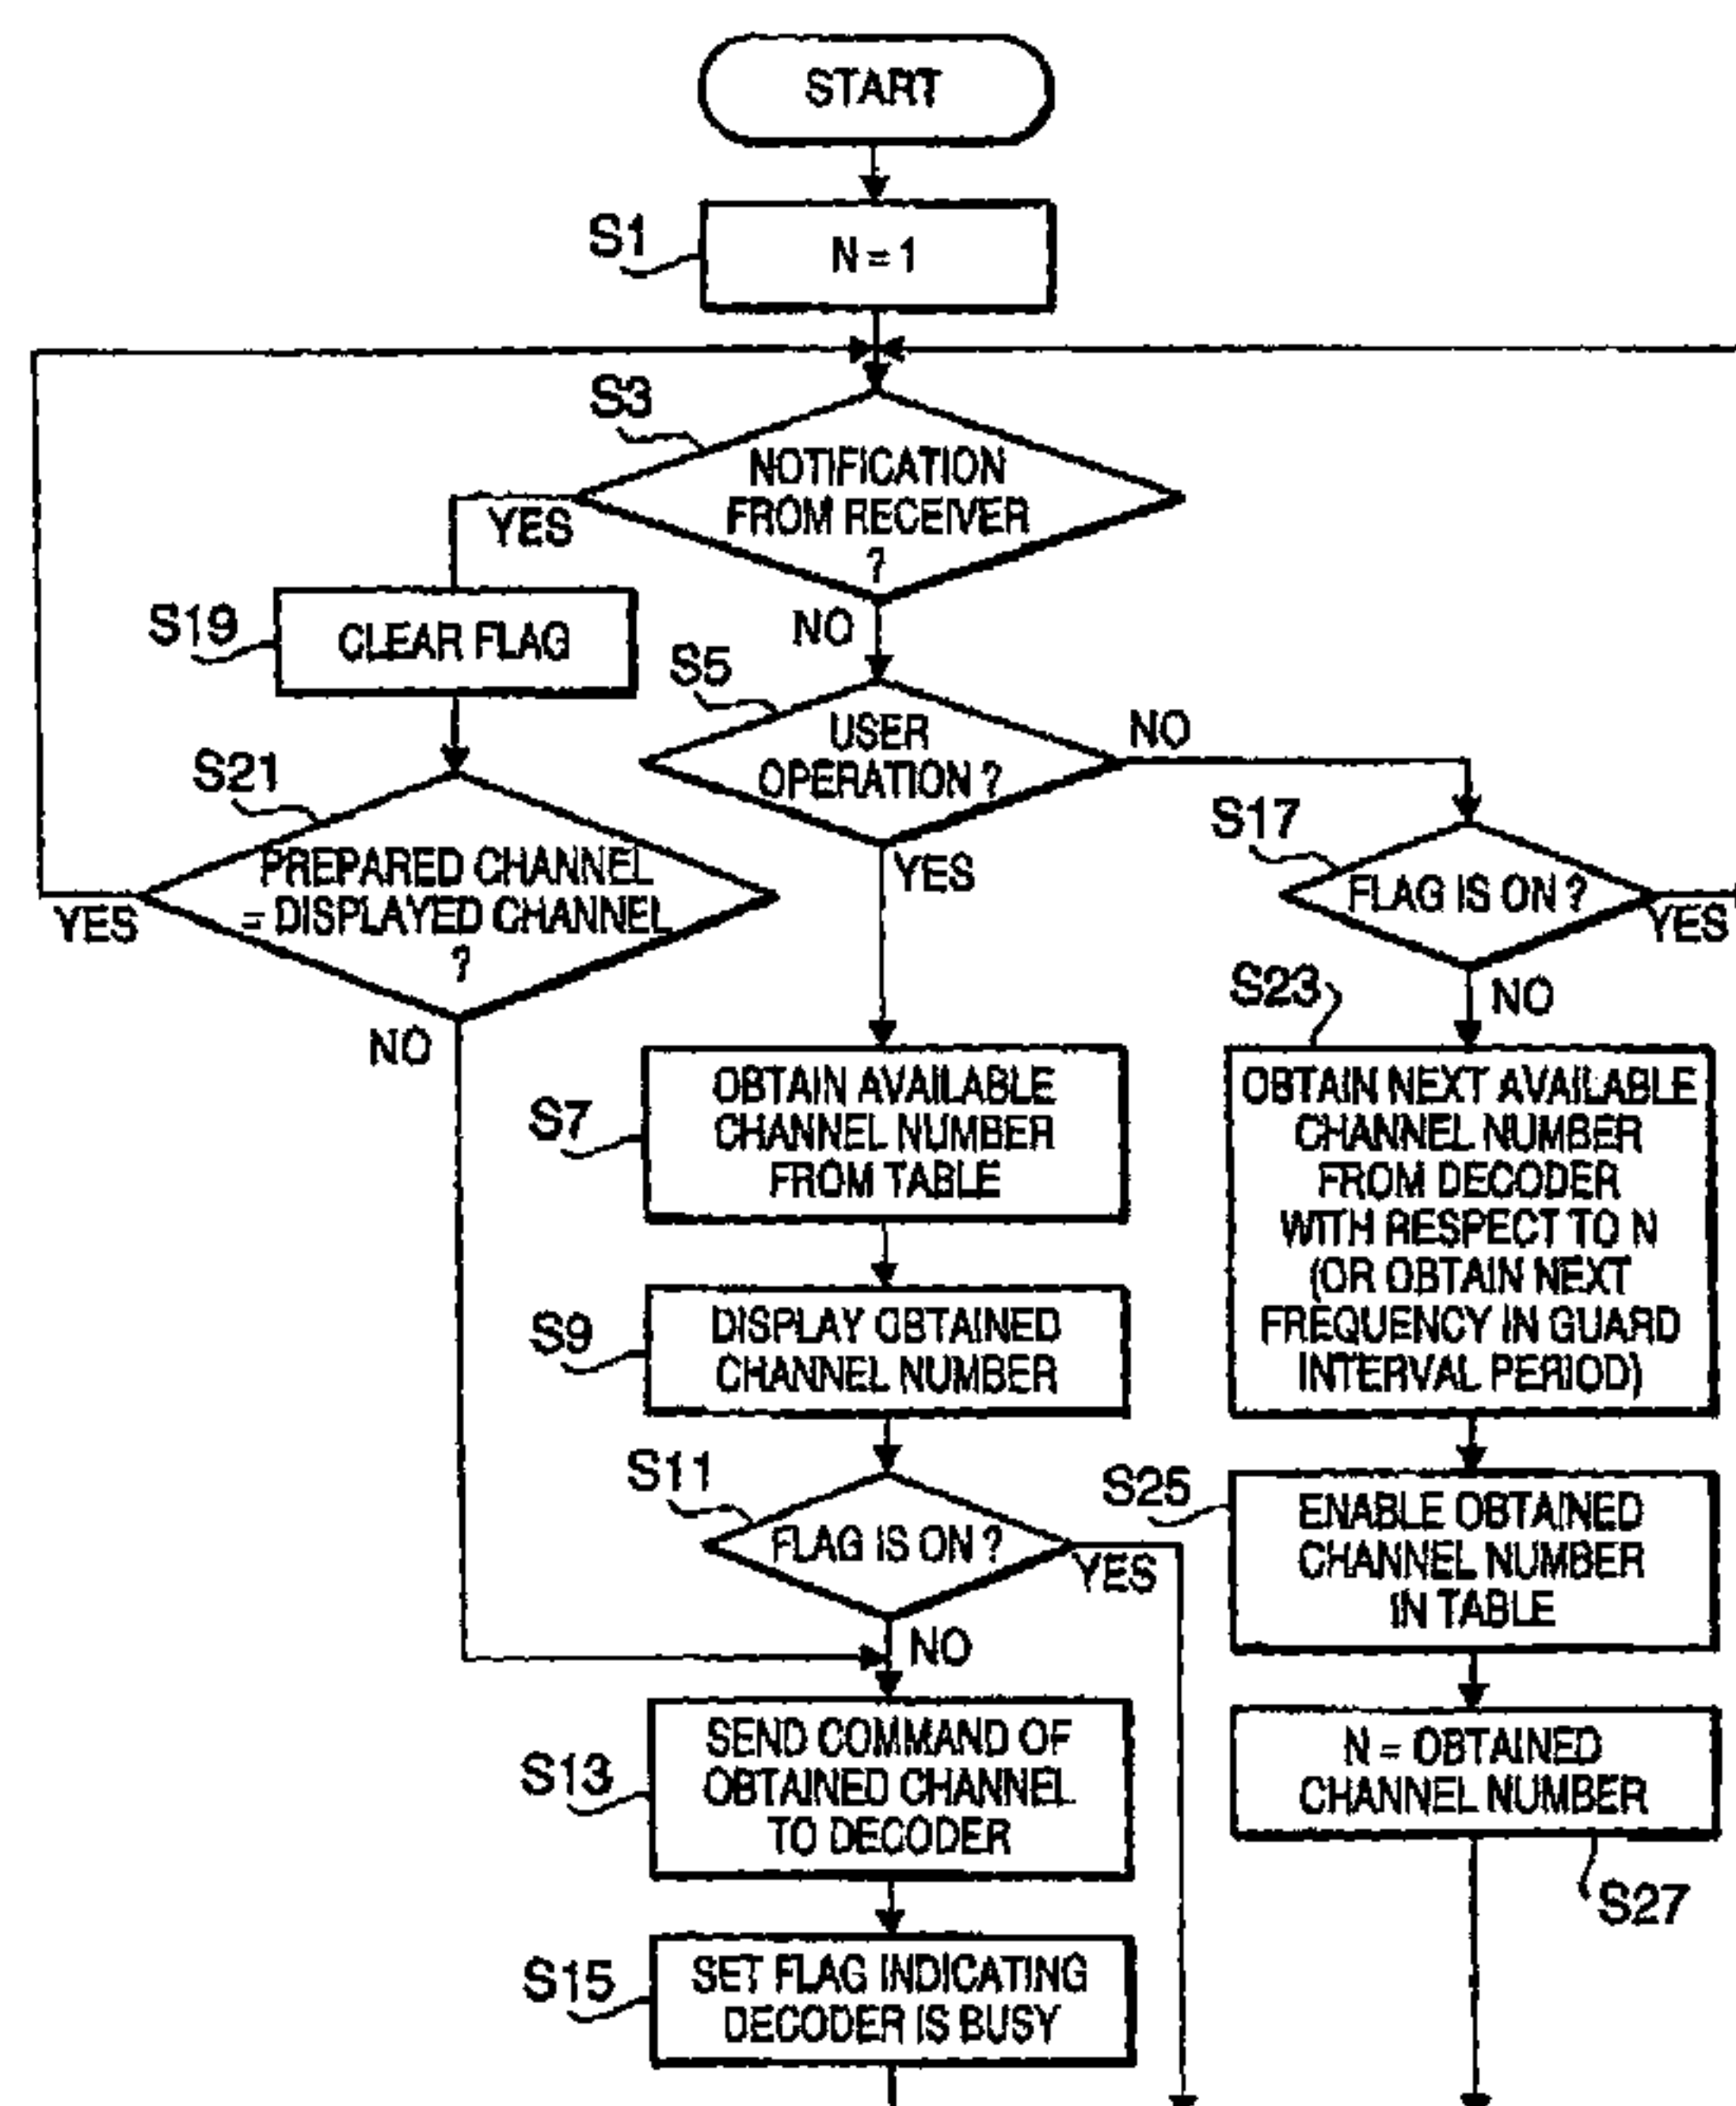 START
S1
N = 1
S3
NOTIFICATION
FROM RECEIVER
?
YES
NO
S19
CLEAR FLAG
S5
USER
OPERATION ?
NO
YES
S21
PREPARED CHANNEL
= DISPLAYED CHANNEL
?
YES
NO
S17
FLAG IS ON ?
YES
NO
S7
OBTAIN AVAILABLE
CHANNEL NUMBER
FROM TABLE
S23
OBTAIN NEXT AVAILABLE
CHANNEL NUMBER
FROM DECODER
WITH RESPECT TO N
(OR OBTAIN NEXT
FREQUENCY IN GUARD
INTERVAL PERIOD)
S9
DISPLAY OBTAINED
CHANNEL NUMBER
S11
FLAG IS ON ?
YES
NO
S25
ENABLE OBTAINED
CHANNEL NUMBER
IN TABLE
S13
SEND COMMAND OF
OBTAINED CHANNEL
TO DECODER
N = OBTAINED
CHANNEL NUMBER
S27
S15
SET FLAG INDICATING
DECODER IS BUSY